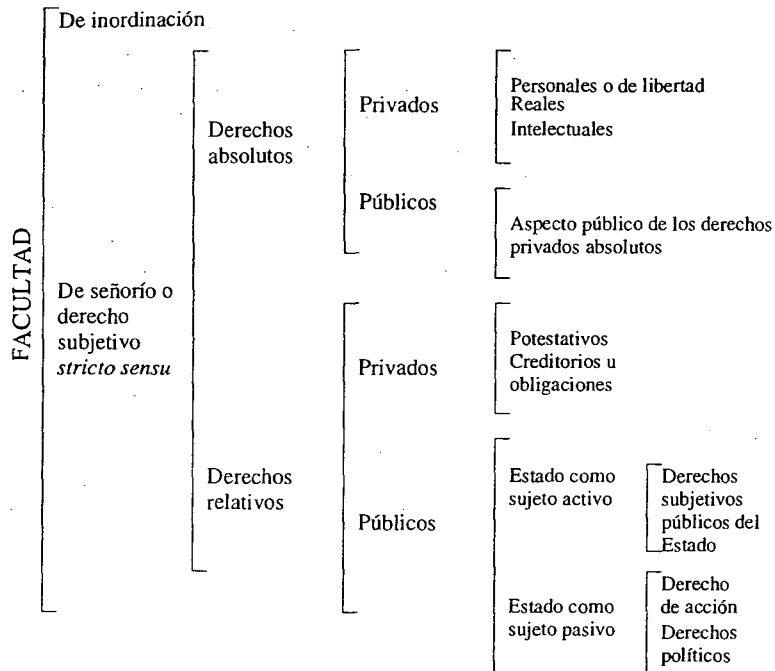 FACULTAD
De inordinación
De señorío o
derecho
subjetivo
stricto sensu
Derechos
absolutos
Privados
Personales o de libertad
Reales
Intelectuales
Públicos
Aspecto público de los derechos
privados absolutos
Derechos
relativos
Privados
Potestativos
Creditorios u
obligaciones
Públicos
Estado como
sujeto activo
Derechos
subjetivos
públicos del
Estado
Estado como
sujeto pasivo
Derecho
de acción
Derechos
políticos